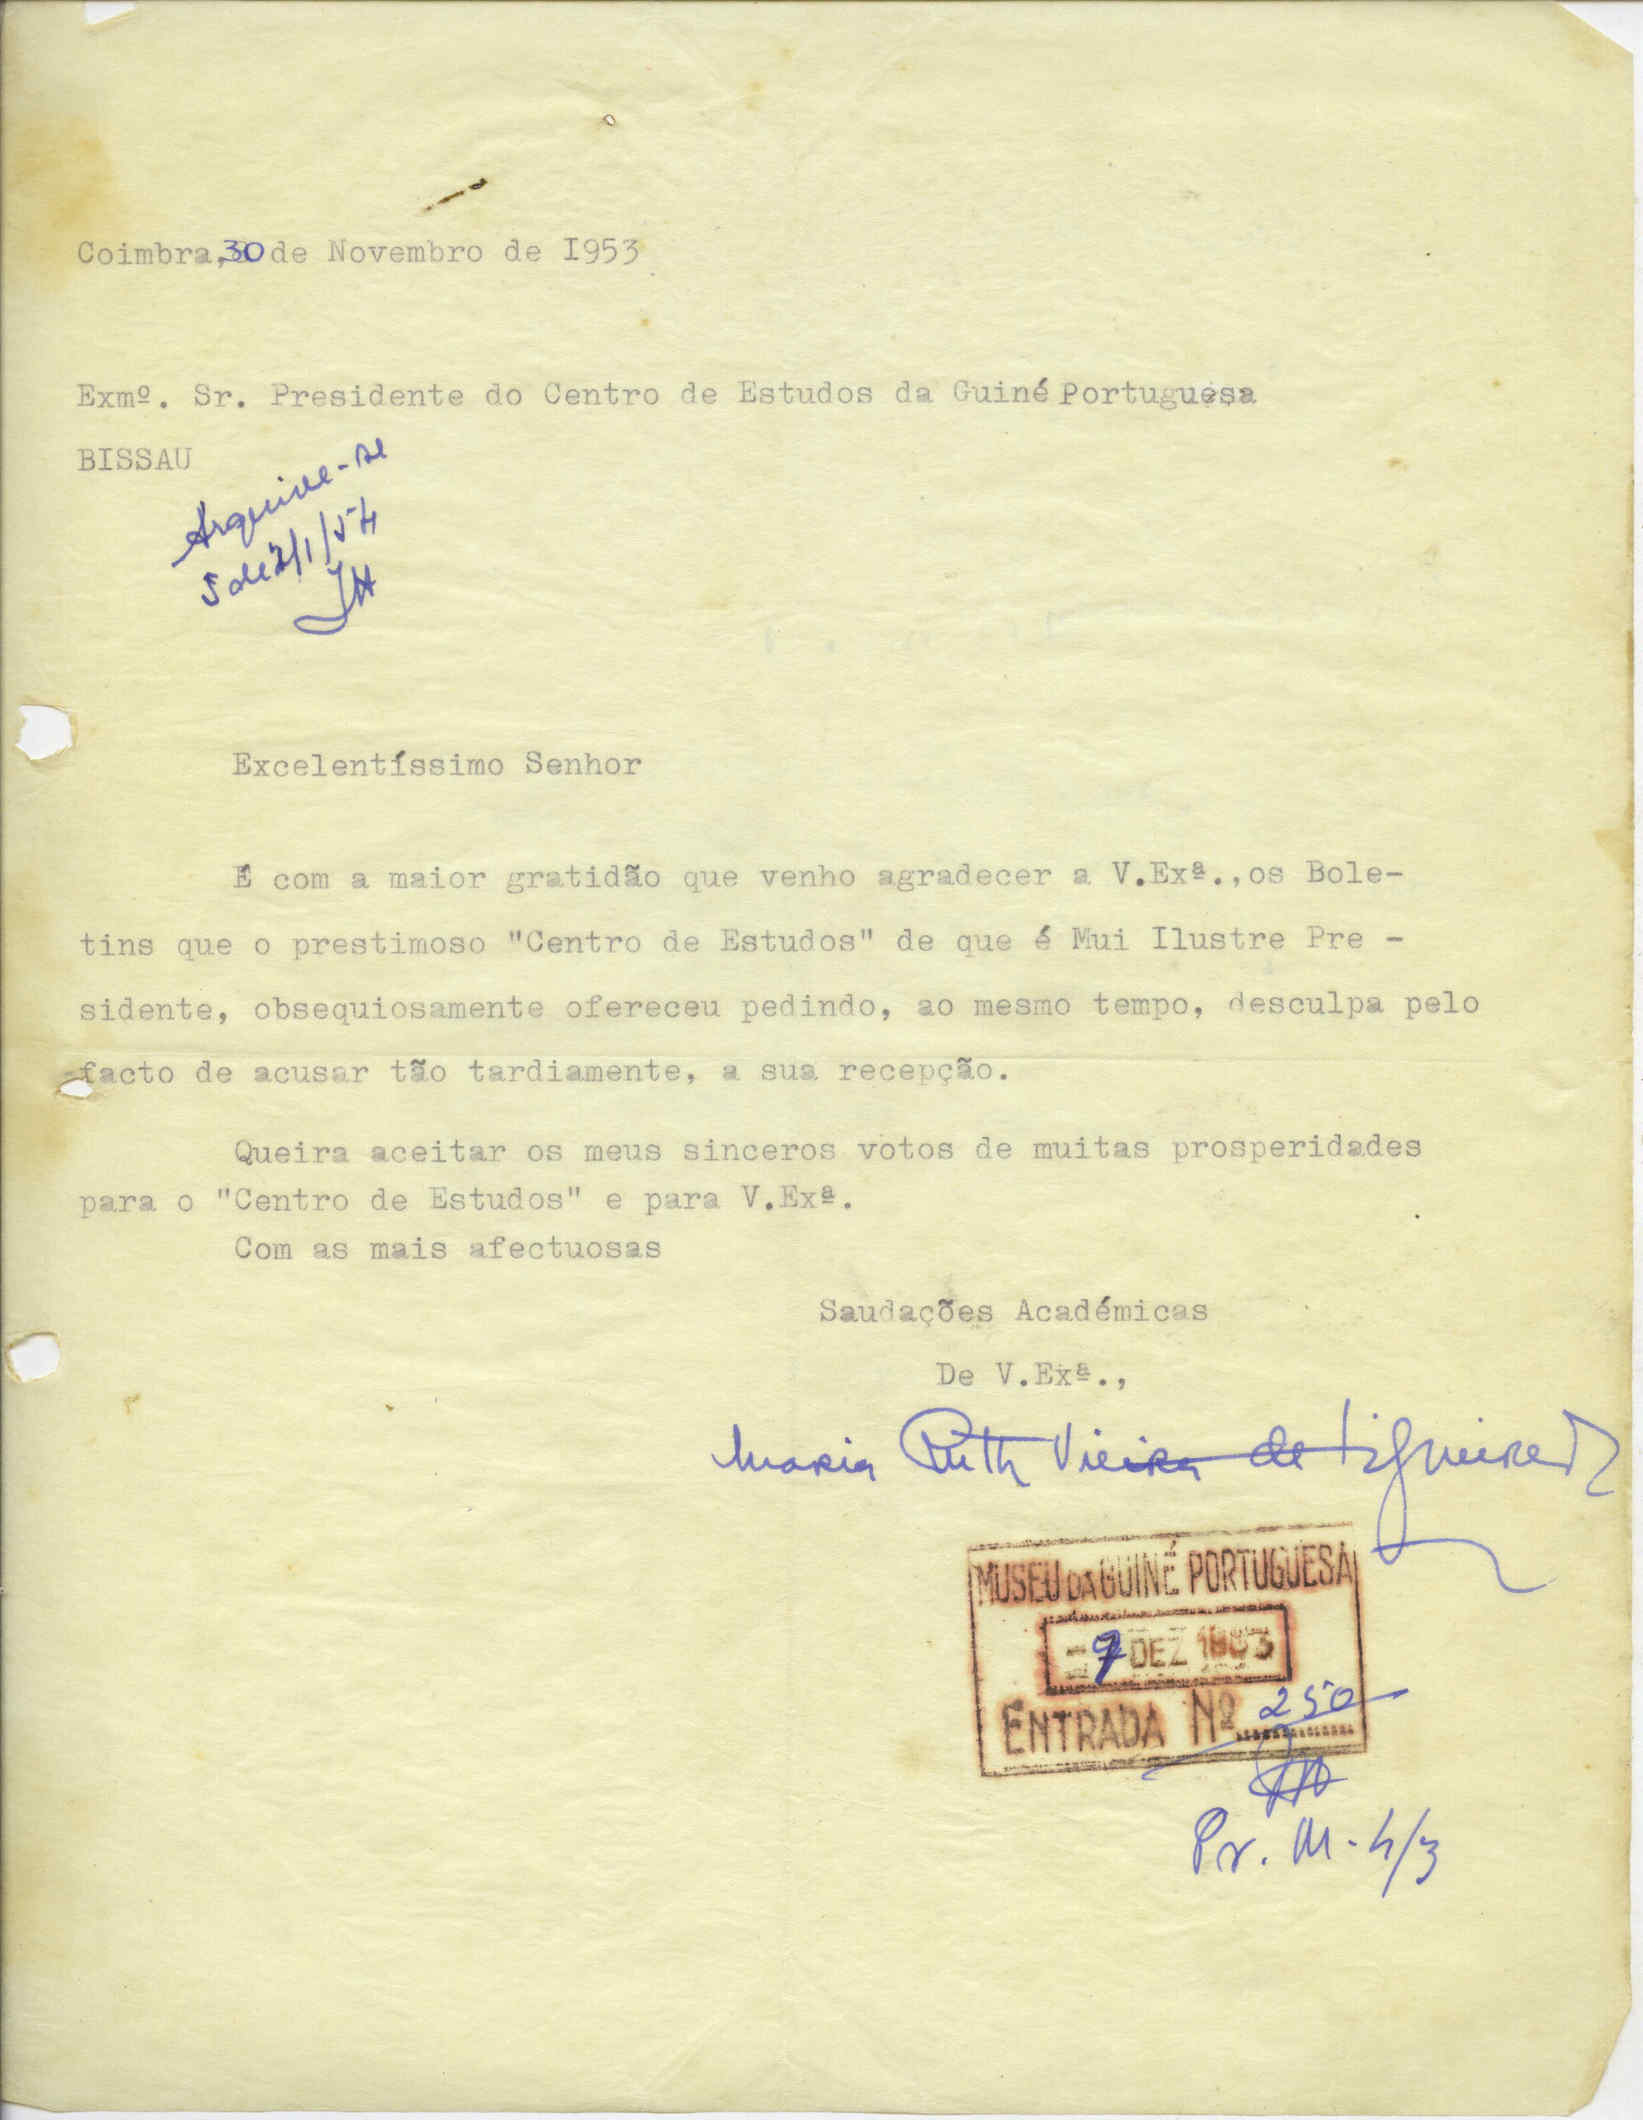 Coimbra,30 de Novembro de I953
Exmº. Sr. Presidente do Centro de Estudos da Guiné Portuguesa
BISSAU
Arquive-se
/1/54
Excelentíssimo Senhor
É com a maior gratidão que venho agradecer a V.Exª.,os Bole-
tins que o prestimoso "Centro de Estudos" de que é Mui Ilustre Pre -
sidente, obsequiosamente ofereceu pedindo, ao mesmo tempo, desculpa pelo
facto de acusar tão tardiamente, a sua recepção.
Queira aceitar os meus sinceros votos de muitas prosperidades
para o "Centro de Estudos" e para V.Exª.
Com as mais afectuosas
Saudações Académicas
De V.Exª.,
Maria Ruth Vieira de Figueiredo
MUSEU DA GUINÉ PORTUGUESA
-7 DEZ 1953
ENTRADA Nº 250
Pr. M-4/3